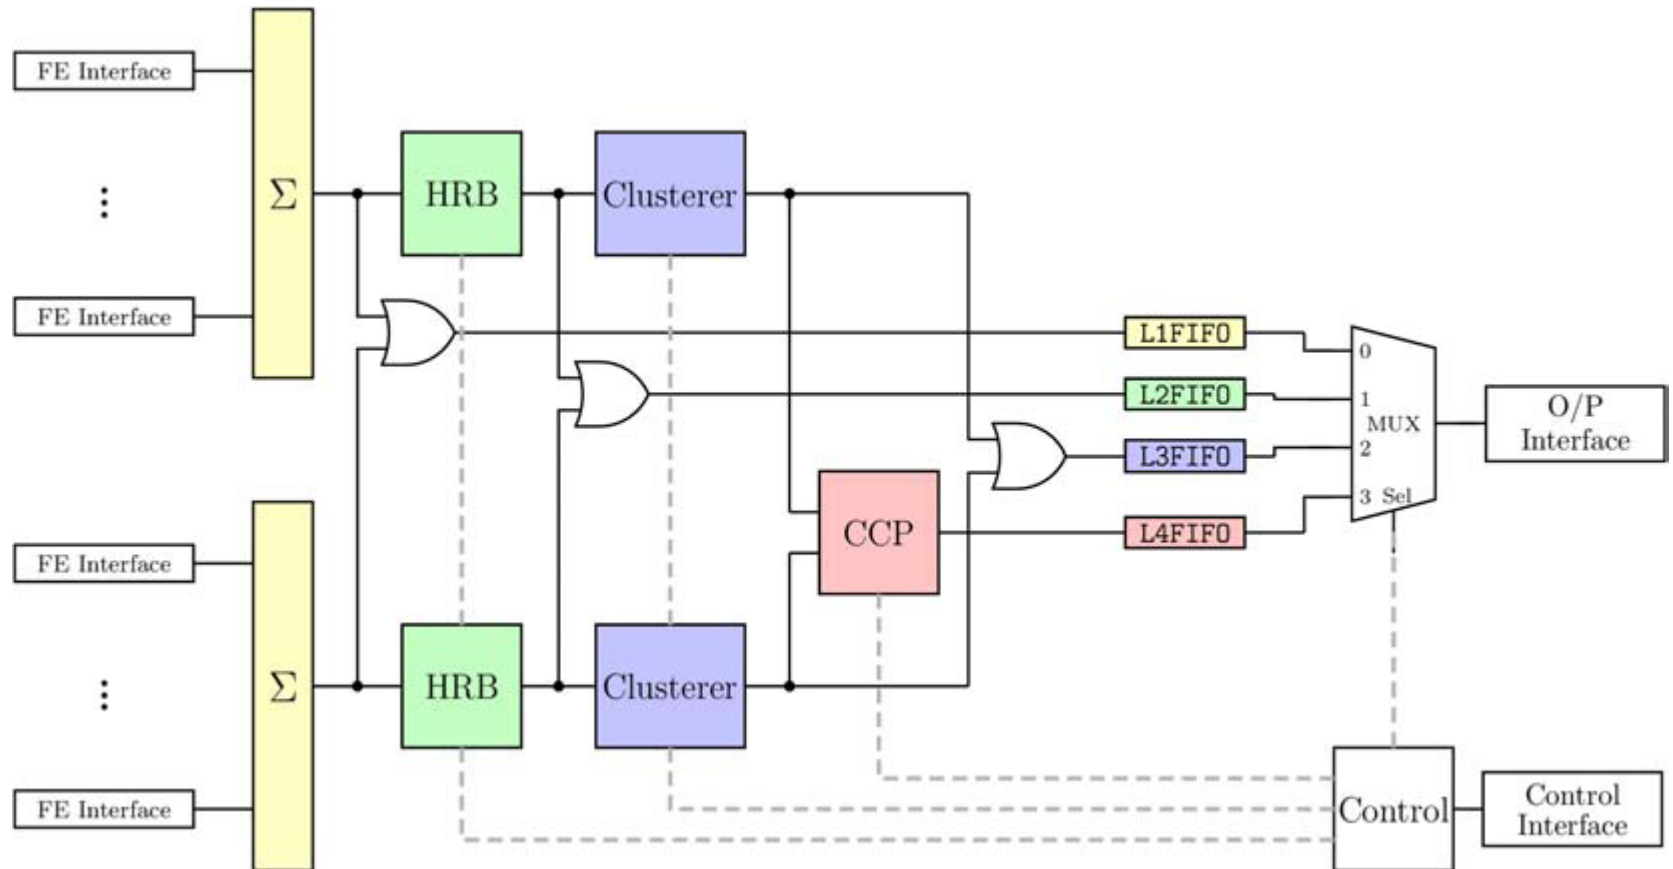 FE Interface
⋮
FE Interface
Σ
HRB
Clusterer
L1FIFO
L2FIFO
L3FIFO
L4FIFO
0
1
MUX
2
3 Sel
O/P
Interface
CCP
FE Interface
⋮
FE Interface
Σ
HRB
Clusterer
Control
Control
Interface